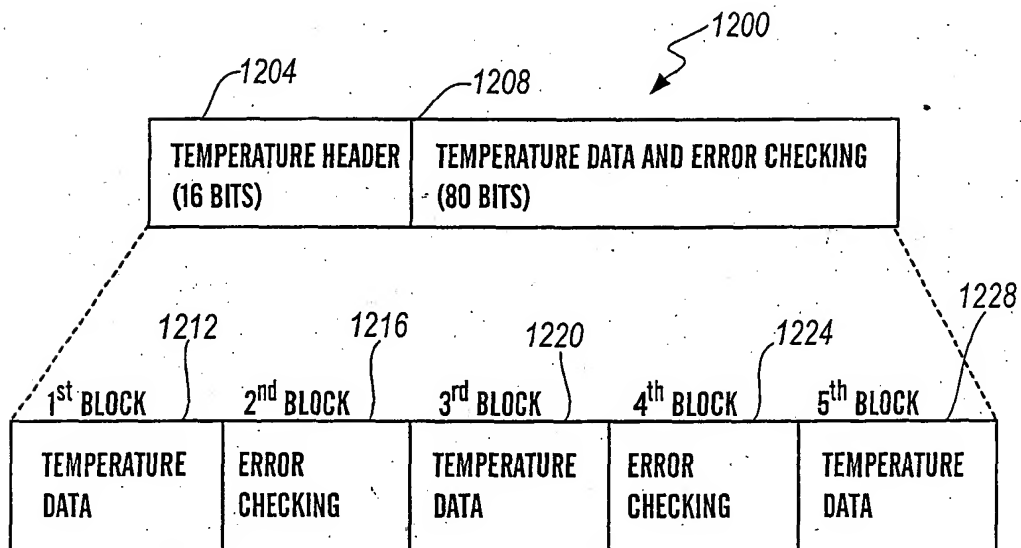 1200
1204
1208
TEMPERATURE HEADER
(16 BITS)
TEMPERATURE DATA AND ERROR CHECKING
(80 BITS)
1212
1216
1220
1224
1228
1st BLOCK
2nd BLOCK
3rd BLOCK
4th BLOCK
5th BLOCK
TEMPERATURE
DATA
ERROR
CHECKING
TEMPERATURE
DATA
ERROR
CHECKING
TEMPERATURE
DATA